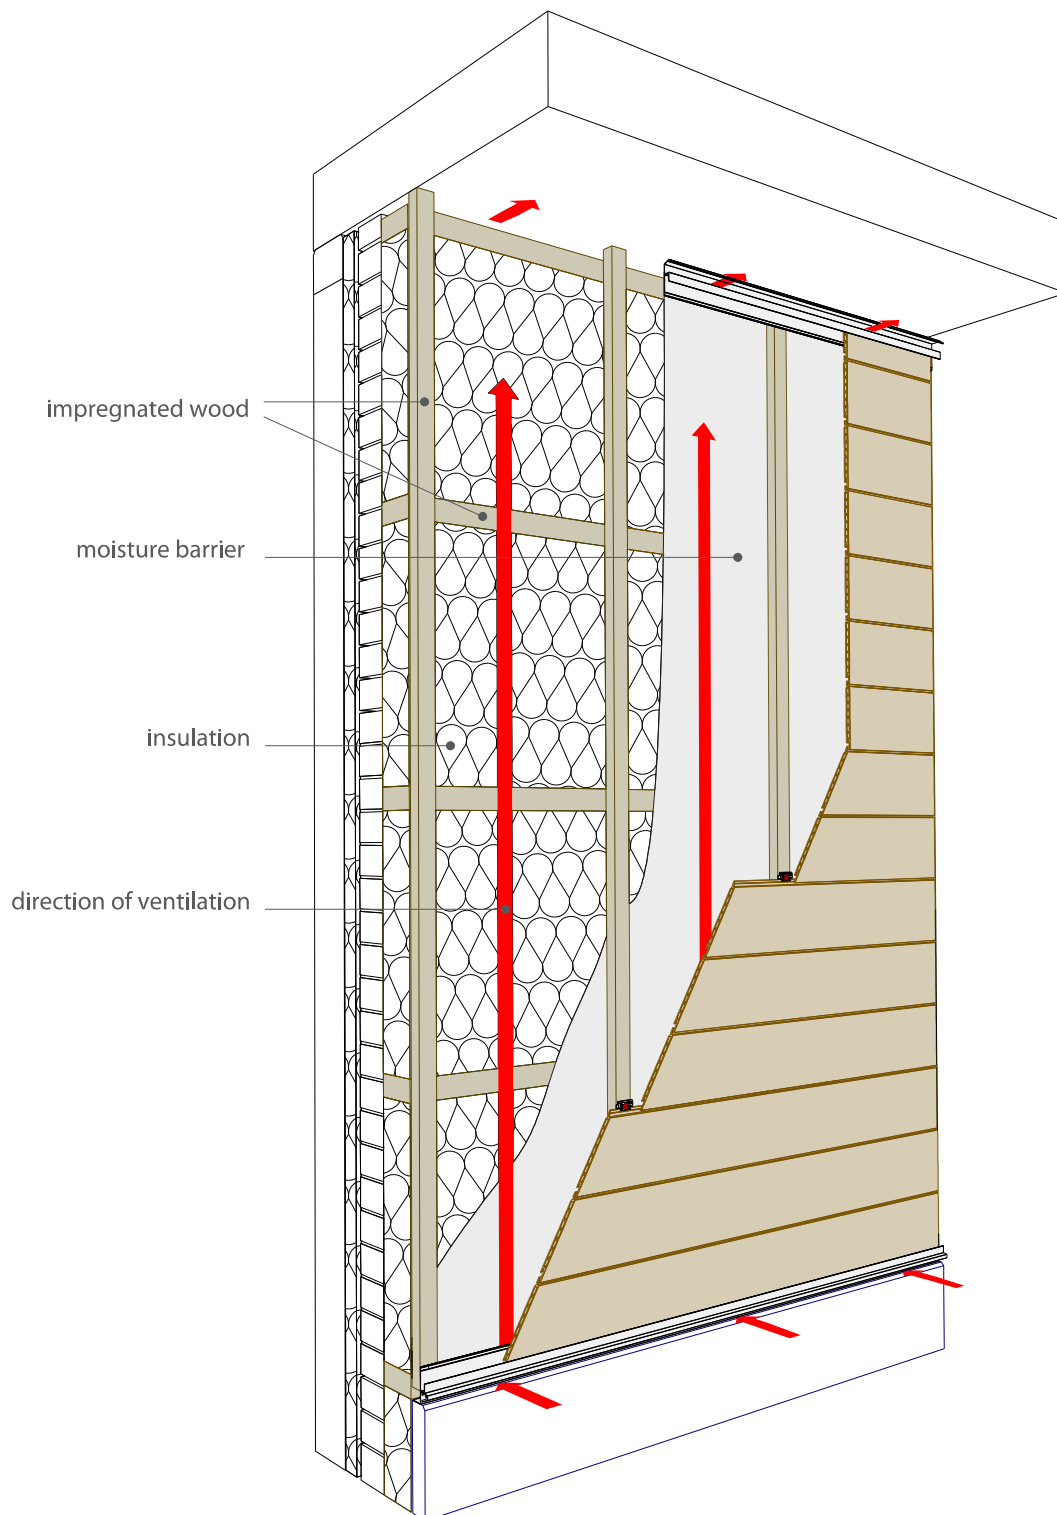 impregnated wood
moisture barrier
insulation
direction of ventilation